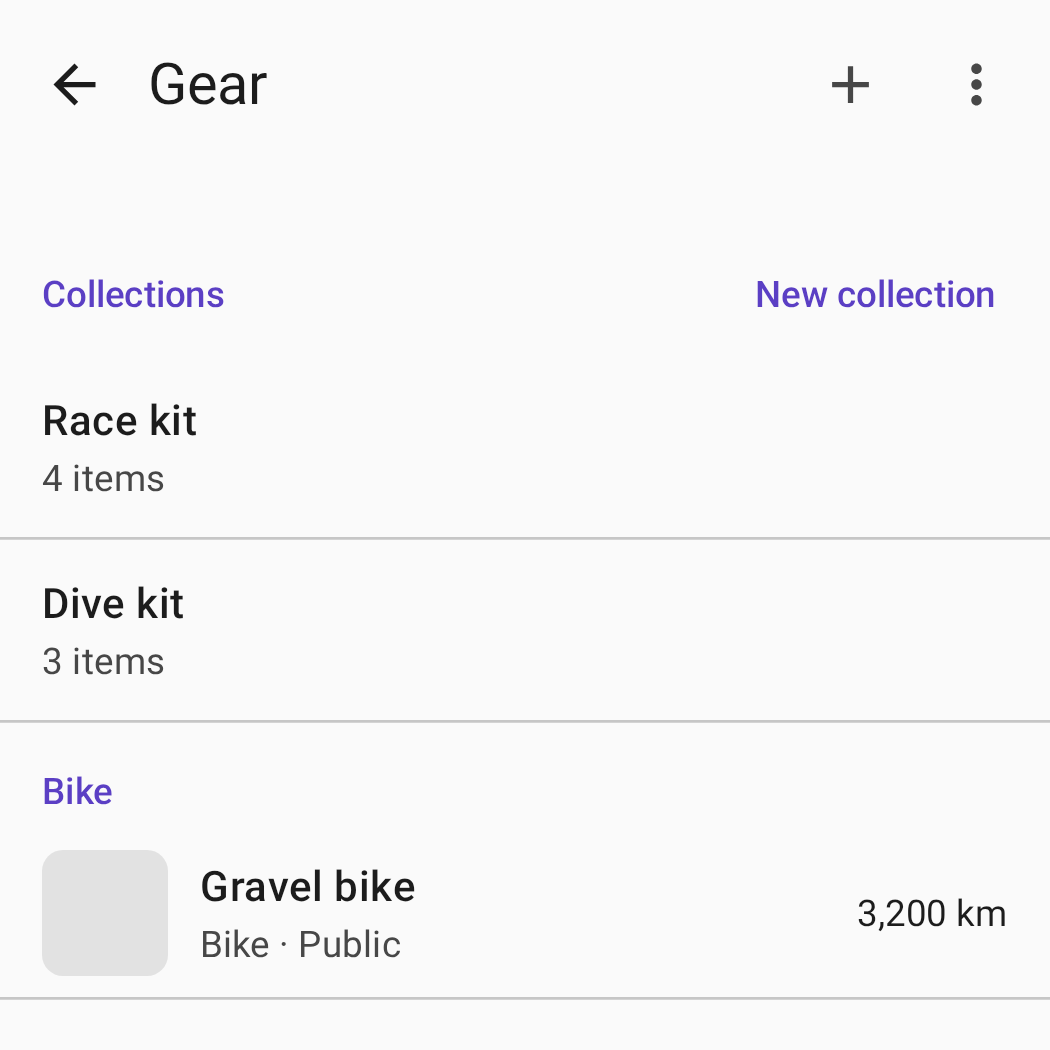 Gear
Collections New collection
Race kit
4 items
Dive kit
3 items
Bike
Gravel bike
3,200 km
Bike · Public